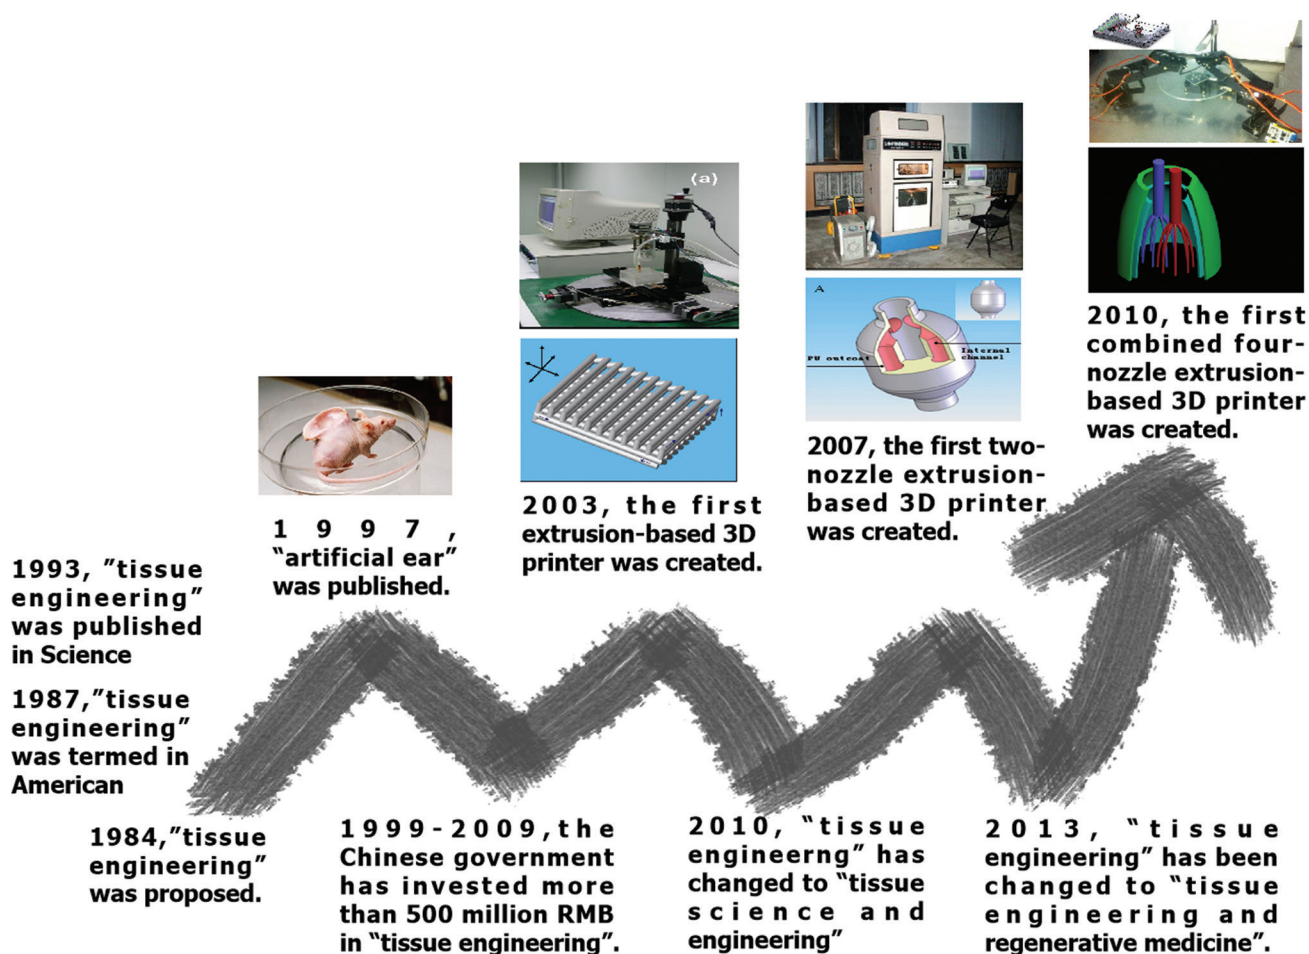 1993, "tissue
engineering"
was published
in Science
1987,"tissue
engineering"
was termed in
American
1984,"tissue
engineering"
was proposed.
1 9 9 7 ,
“artificial ear”
was published.
1999-2009,the
Chinese government
has invested more
than 500 million RMB
in “tissue engineering”.
(a)
2003, the first
extrusion-based 3D
printer was created.
2010, “tissue
engineerng” has
changed to “tissue
science and
engineering”
A
PU outcoat
Internal
channel
2007, the first two-
nozzle extrusion-
based 3D printer
was created.
2013, “tissue
engineering” has been
changed to “tissue
engineering and
regenerative medicine”.
2010, the first
combined four-
nozzle extrusion-
based 3D printer
was created.